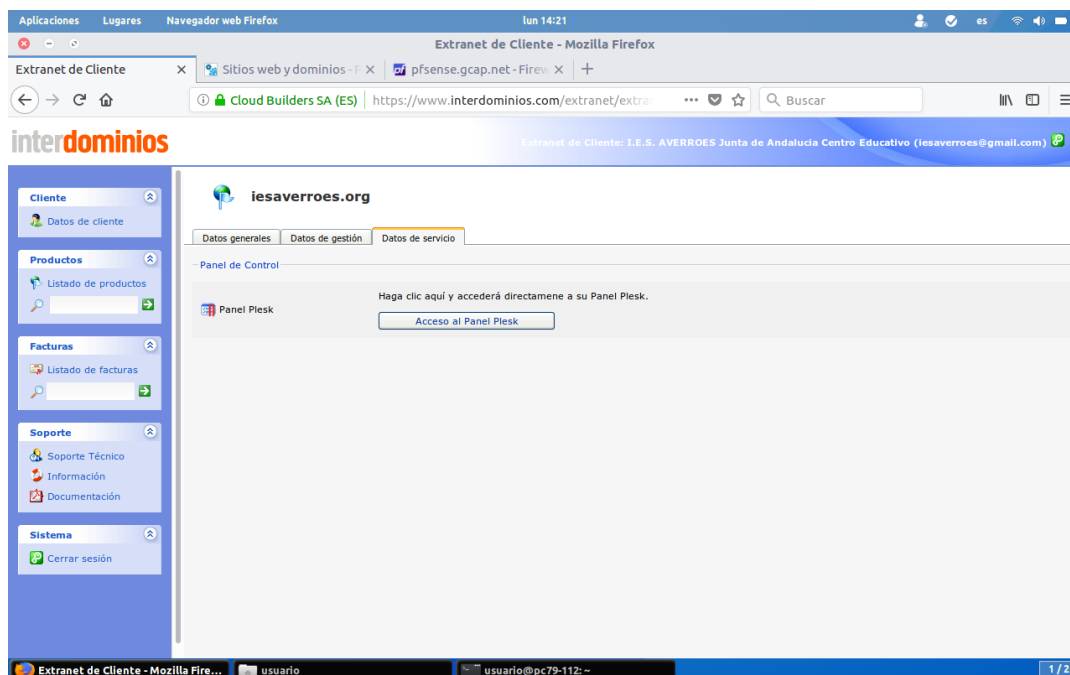 Aplicaciones Lugares Navegador web Firefox lun 14:21 es
Extranet de Cliente - Mozilla Firefox
Extranet de Cliente Sitios web y dominios - P pfsense.gcap.net - Firew
Cloud Builders SA (ES) https://www.interdominios.com/extranet/extra Buscar
interdominios
Extranet de Cliente: I.E.S. AVERROES Junta de Andalucia Centro Educativo (iesaverroes@gmail.com)
Cliente
Datos de cliente
Productos
Listado de productos
Facturas
Listado de facturas
Soporte
Soporte Técnico
Información
Documentación
Sistema
Cerrar sesión
iesaverroes.org
Datos generales Datos de gestión Datos de servicio
Panel de Control
Panel Plesk
Haga clic aquí y accederá directamene a su Panel Plesk.
Acceso al Panel Plesk
Extranet de Cliente - Mozilla Fire... usuario usuario@pc79-112: ~ 1 / 2